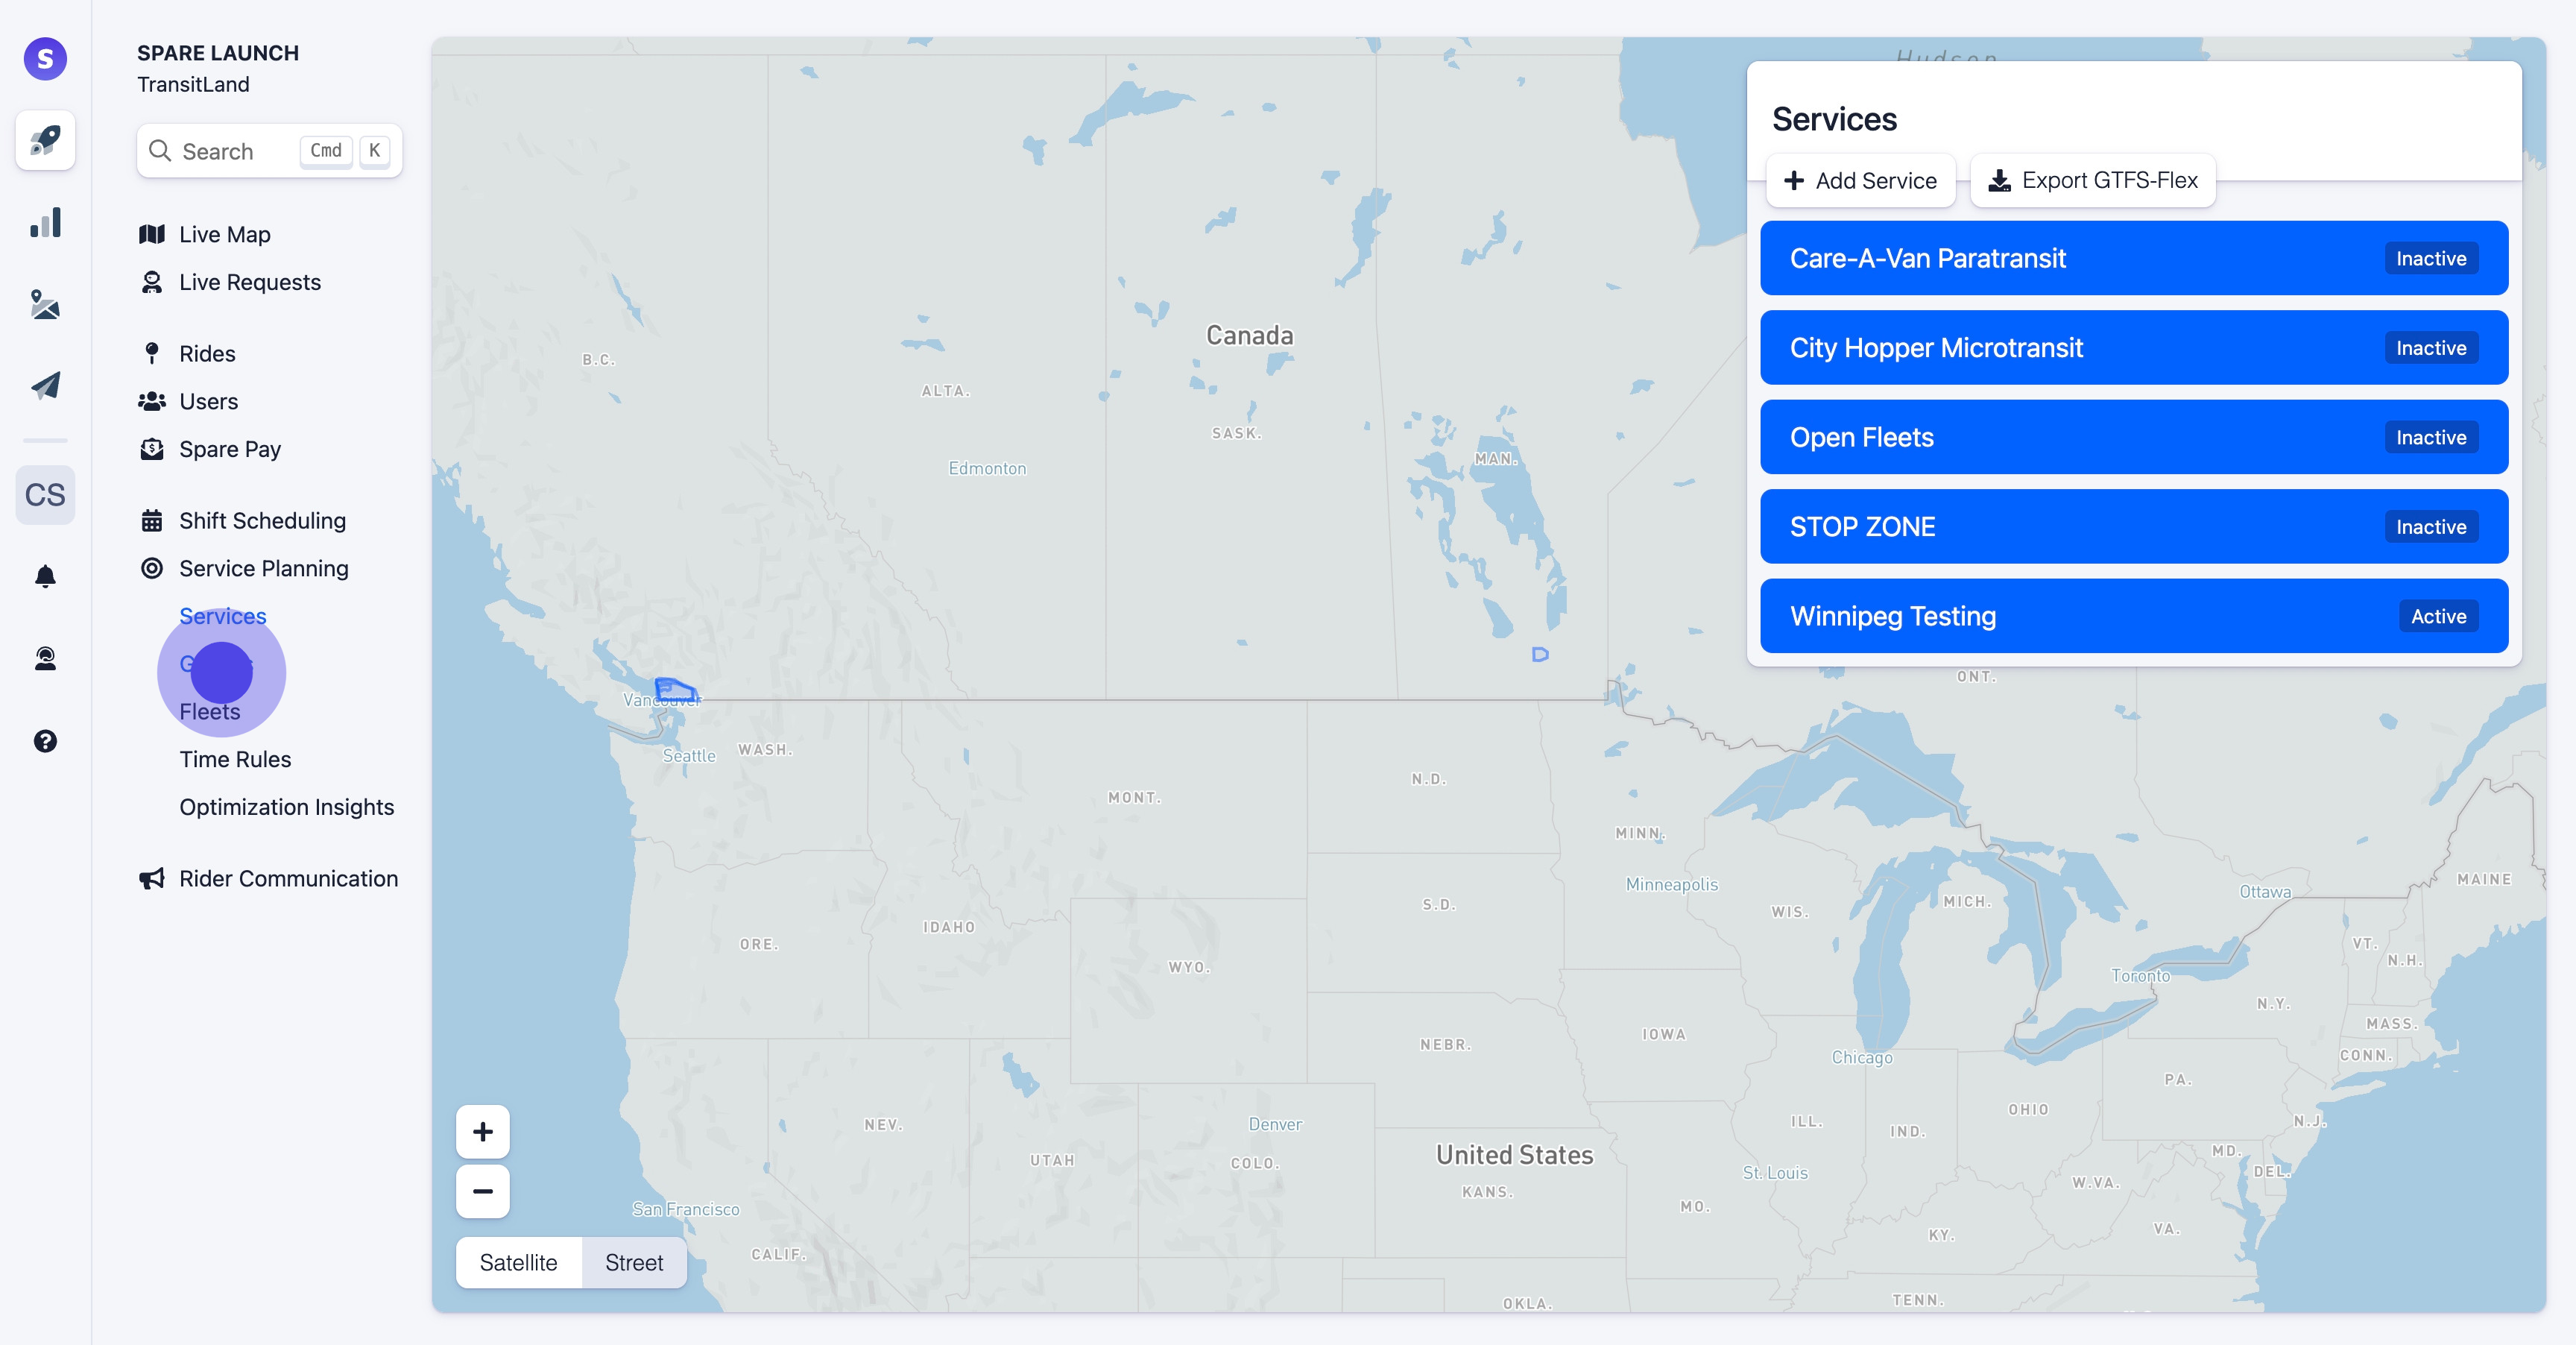 S
SPARE LAUNCH
TransitLand
Search Cmd K
Live Map
Live Requests
Rides
Users
Spare Pay
CS
Shift Scheduling
Service Planning
Services
Fleets
Time Rules
Optimization Insights
Rider Communication
Hudson
Services
Add Service
Export GTFS-Flex
Care-A-Van Paratransit Inactive
City Hopper Microtransit Inactive
Open Fleets Inactive
STOP ZONE Inactive
Winnipeg Testing Active
Canada
B.C.
ALTA.
SASK.
MAN.
Edmonton
ONT.
Vancouver
Seattle
WASH.
MONT.
N.D.
MINN.
Minneapolis
S.D.
WIS.
MICH.
Ottawa
MAINE
ORE.
IDAHO
WYO.
VT.
N.H.
Toronto
N.Y.
MASS.
IOWA
NEBR.
Chicago
CONN.
PA.
OHIO
N.J.
NEV.
Denver
ILL.
IND.
UTAH
COLO.
United States
KANS.
St. Louis
MD.
DEL.
W.VA.
San Francisco
MO.
VA.
KY.
CALIF.
Satellite Street
OKLA.
TENN.